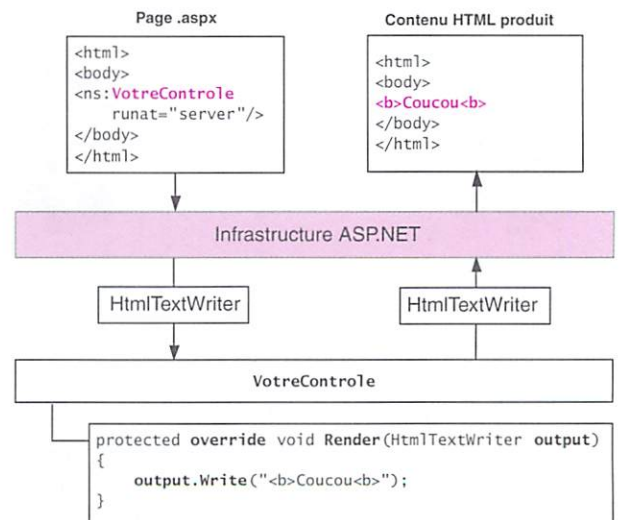 Page .aspx
<html>
<body>
<ns:VotreControle
runat="server"/>
</body>
</html>
Contenu HTML produit
<html>
<body>
<b>Coucou<b>
</body>
</html>
Infrastructure ASP.NET
HtmlTextWriter
HtmlTextWriter
VotreControle
protected override void Render(HtmlTextWriter output)
{
output.Write("<b>Coucou<b>");
}